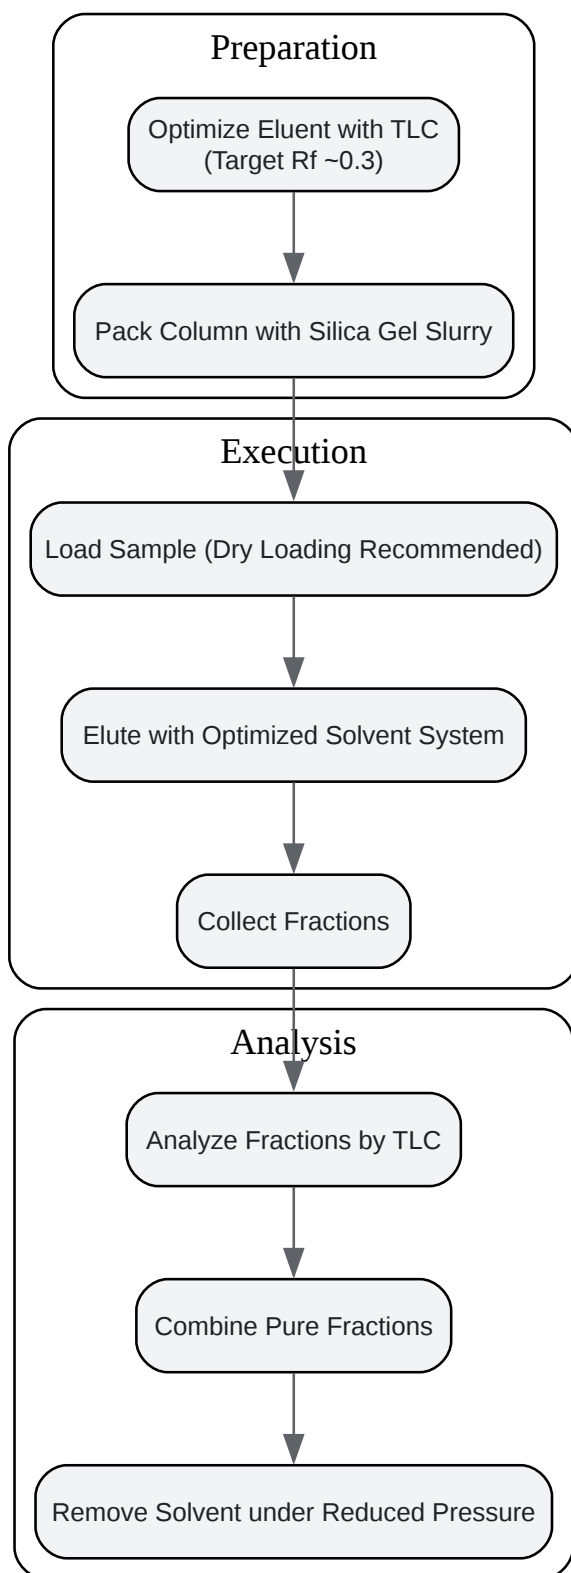 Preparation
Optimize Eluent with TLC
(Target Rf ~0.3)
Pack Column with Silica Gel Slurry
Execution
Load Sample (Dry Loading Recommended)
Elute with Optimized Solvent System
Collect Fractions
Analysis
Analyze Fractions by TLC
Combine Pure Fractions
Remove Solvent under Reduced Pressure